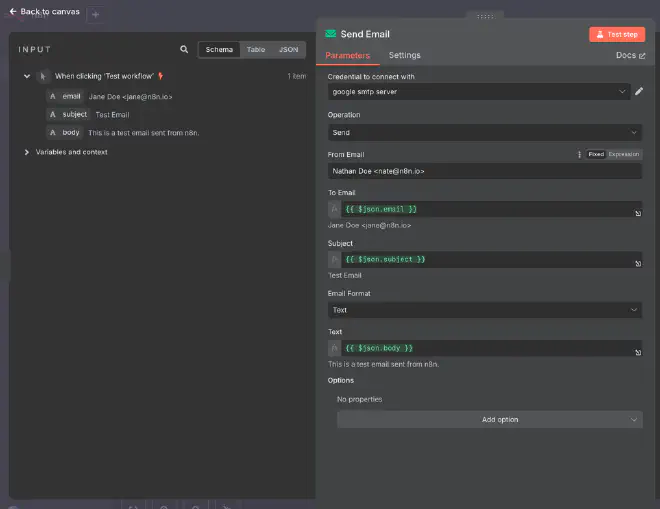 Back to canvas
INPUT
Schema Table JSON
When clicking 'Test workflow' 1 item
A email Jane Doe <jane@n8n.io>
A subject Test Email
A body This is a test email sent from n8n.
Variables and context
Send Email
Test step
Parameters Settings Docs
Credential to connect with
google smtp server
Operation
Send
From Email Fixed Expression
Nathan Doe <nate@n8n.io>
To Email
fx {{ $json.email }}
Jane Doe <jane@n8n.io>
Subject
fx {{ $json.subject }}
Test Email
Email Format
Text
Text
fx {{ $json.body }}
This is a test email sent from n8n.
Options
No properties
Add option